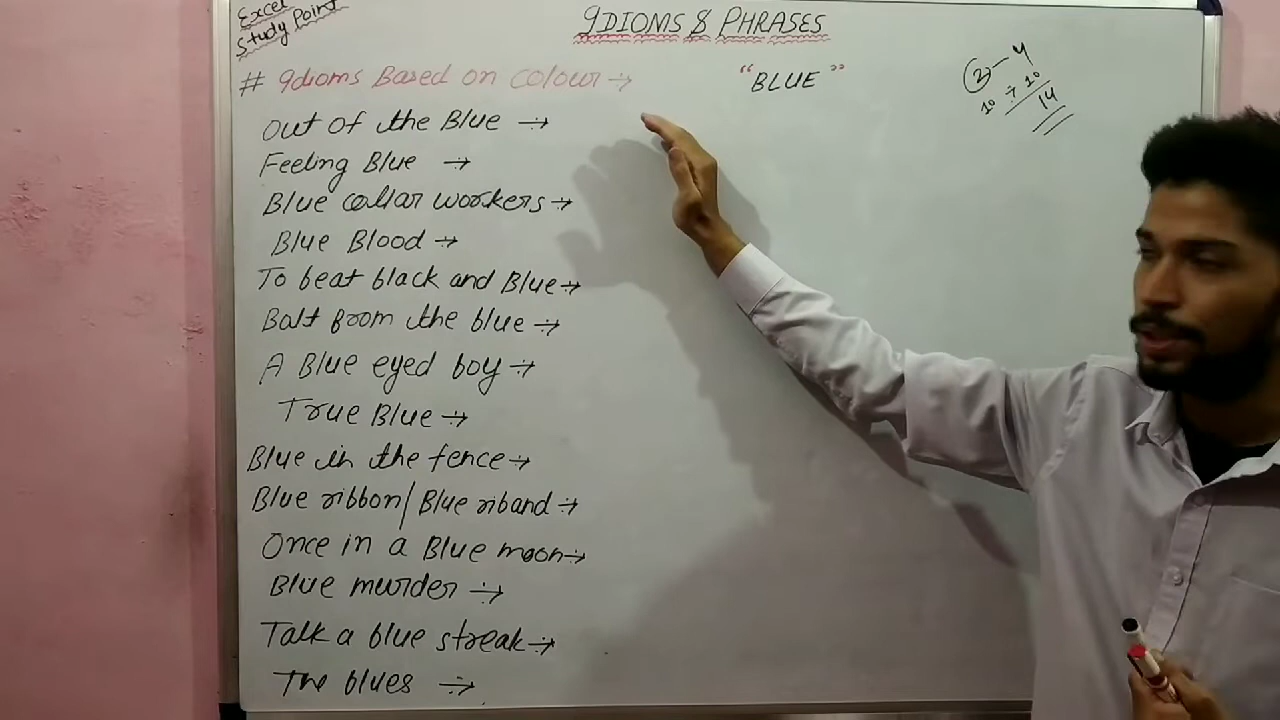 Excel
Study Point
IDIOMS & PHRASES
# Idioms Based on Colour →
"BLUE"
Out of the Blue →
Feeling Blue →
Blue collar workers →
Blue Blood →
To beat black and Blue →
Bolt from the blue →
A Blue eyed boy →
True Blue →
Blue in the fence →
Blue ribbon/Blue riband →
Once in a Blue moon →
Blue murder →
Talk a blue streak →
The blues →
14